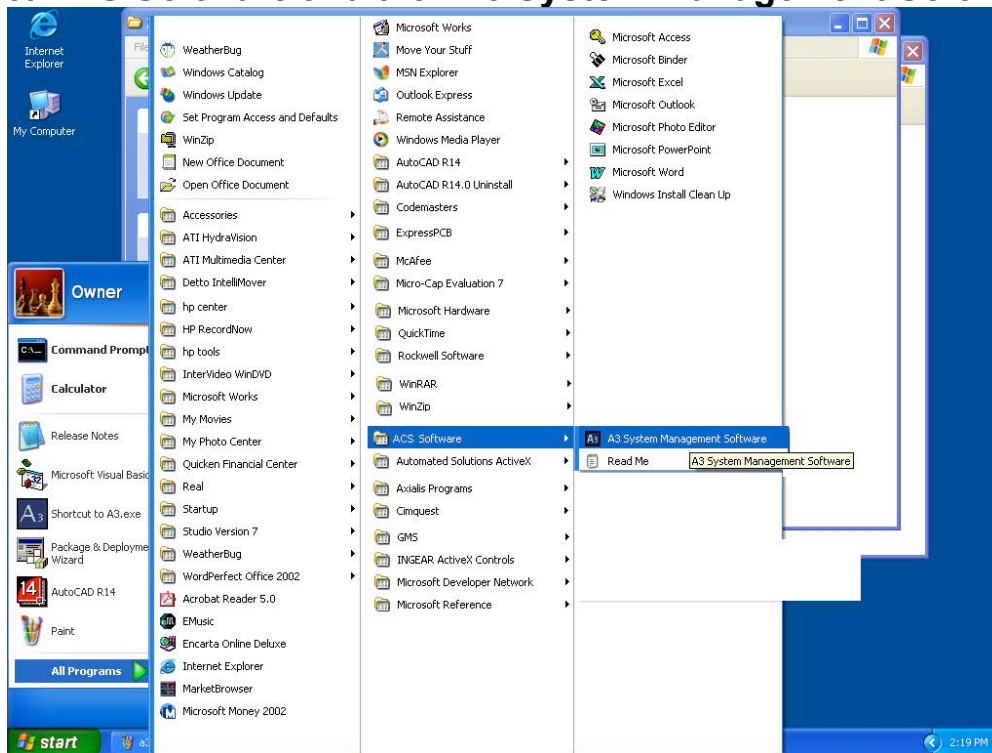 Internet
Explorer
My Computer
File
Owner
Command Prompt
Calculator
Release Notes
Microsoft Visual Basic
Shortcut to A3.exe
Package & Deployme
Wizard
AutoCAD R14
Paint
All Programs
start
WeatherBug
Windows Catalog
Windows Update
Set Program Access and Defaults
WinZip
New Office Document
Open Office Document
Accessories
ATI HydraVision
ATI Multimedia Center
Detto IntelliMover
hp center
HP RecordNow
hp tools
InterVideo WinDVD
Microsoft Works
My Movies
My Photo Center
Quicken Financial Center
Real
Startup
Studio Version 7
WeatherBug
WordPerfect Office 2002
Acrobat Reader 5.0
EMusic
Encarta Online Deluxe
Internet Explorer
MarketBrowser
Microsoft Money 2002
Microsoft Works
Move Your Stuff
MSN Explorer
Outlook Express
Remote Assistance
Windows Media Player
AutoCAD R14
AutoCAD R14.0 Uninstall
Codemasters
ExpressPCB
McAfee
Micro-Cap Evaluation 7
Microsoft Hardware
QuickTime
Rockwell Software
WinRAR
WinZip
ACS Software
Automated Solutions ActiveX
Axialis Programs
Cimquest
GMS
INGEAR ActiveX Controls
Microsoft Developer Network
Microsoft Reference
Microsoft Access
Microsoft Binder
Microsoft Excel
Microsoft Outlook
Microsoft Photo Editor
Microsoft PowerPoint
Microsoft Word
Windows Install Clean Up
A3 System Management Software
Read Me
A3 System Management Software
2:19 PM